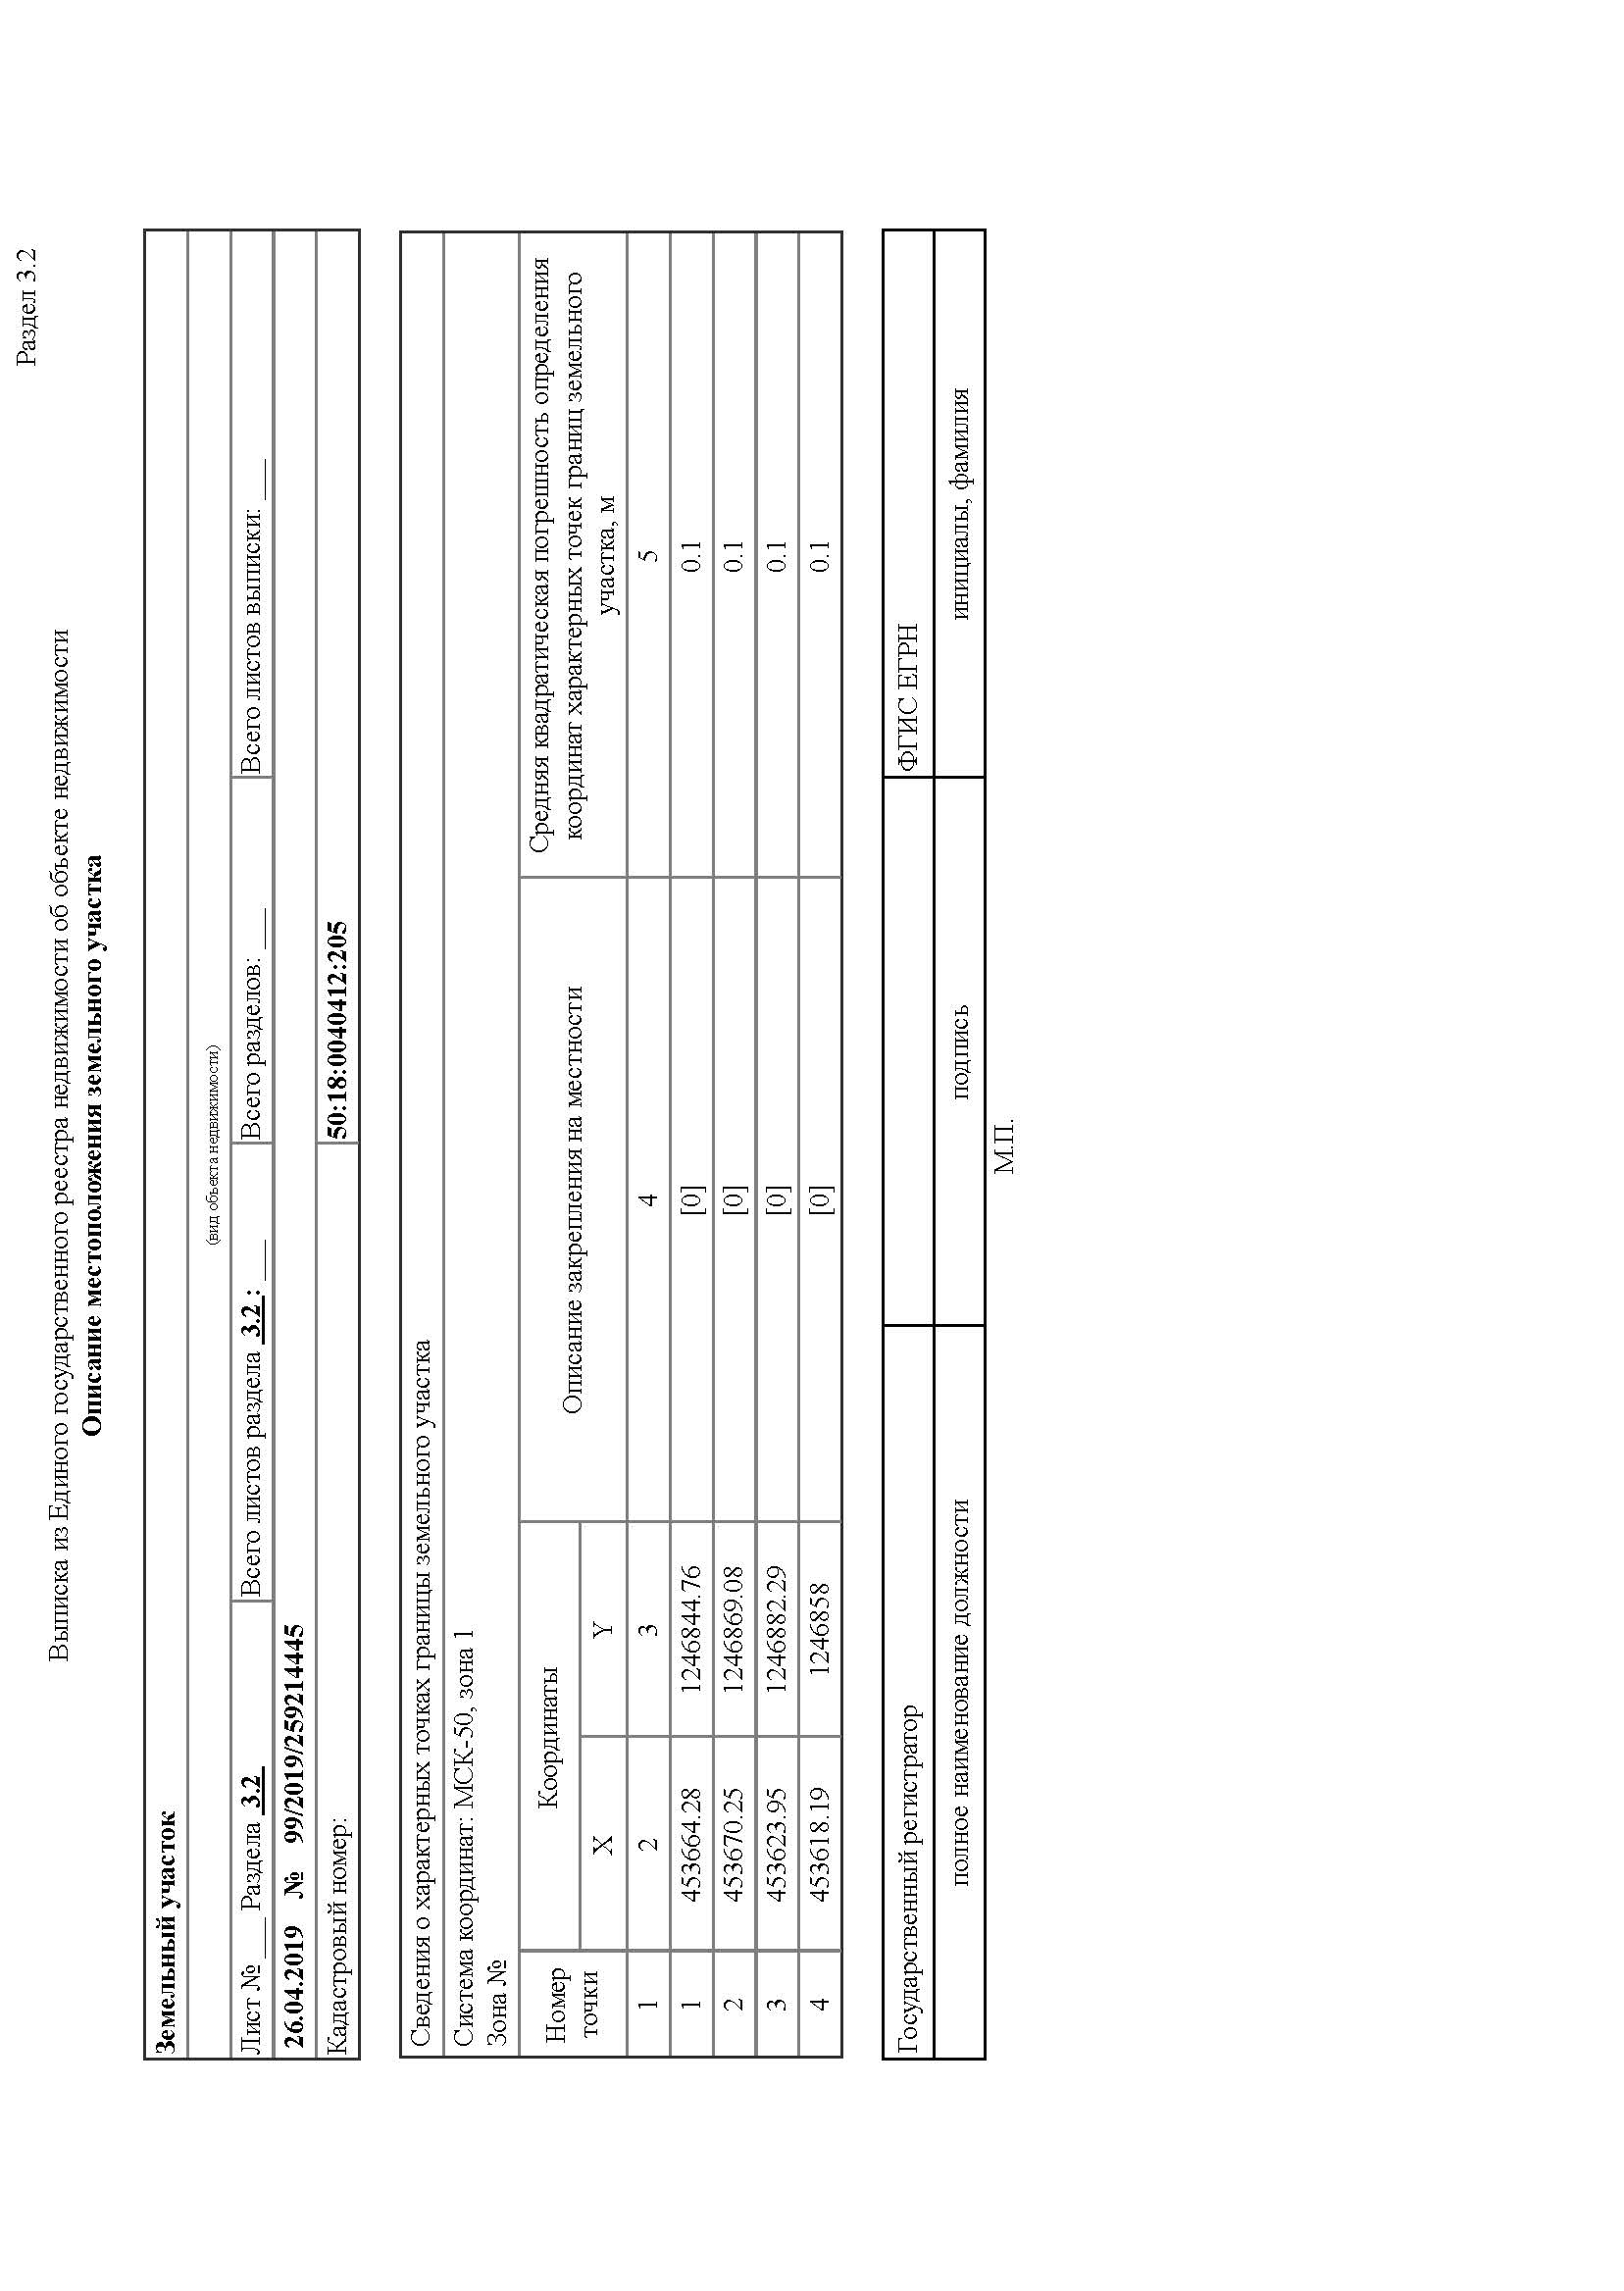 Раздел 3.2
Выписка из Единого государственного реестра недвижимости об объекте недвижимости
Описание местоположения земельного участка
Земельный участок
(вид объекта недвижимости)
Лист № ___ Раздела 3.2 Всего листов раздела 3.2 : ___ Всего разделов: ___ Всего листов выписки: ___
26.04.2019 № 99/2019/259214445
Кадастровый номер: 50:18:0040412:205
Сведения о характерных точках границы земельного участка
Система координат: МСК-50, зона 1
Зона №
Номер точки
Координаты
X Y
Описание закрепления на местности
Средняя квадратическая погрешность определения
координат характерных точек границ земельного
участка, м
1 2 3 4 5
1 453664.28 1246844.76 [0] 0.1
2 453670.25 1246869.08 [0] 0.1
3 453623.95 1246882.29 [0] 0.1
4 453618.19 1246858 [0] 0.1
Государственный регистратор ФГИС ЕГРН
полное наименование должности подпись инициалы, фамилия
М.П.